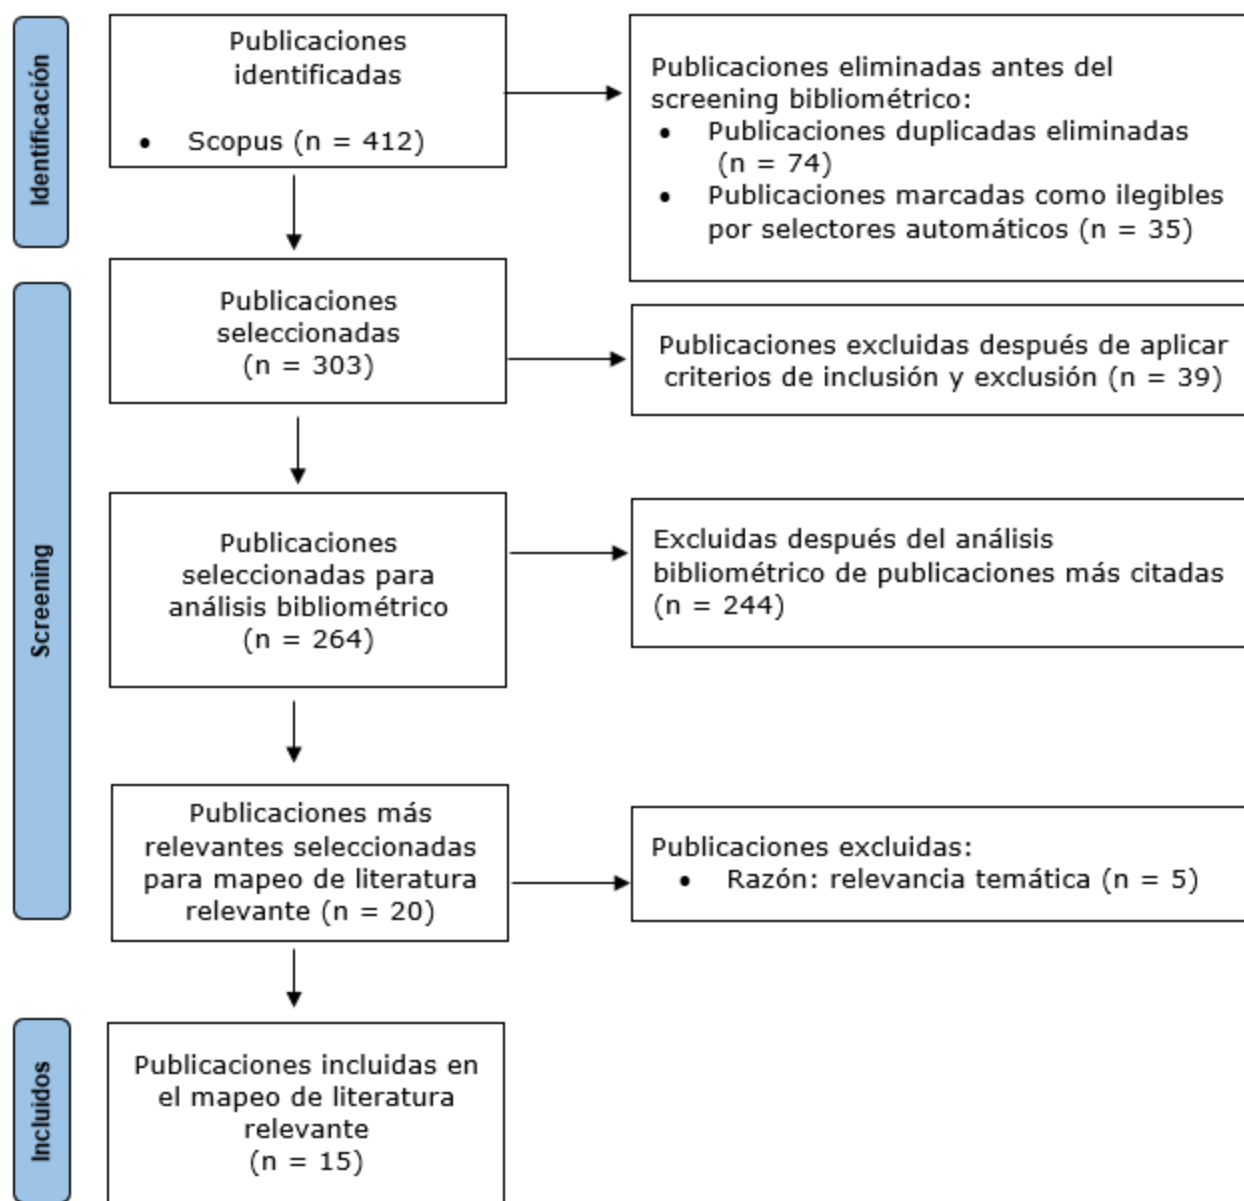 Identificación
Publicaciones
identificadas
• Scopus (n = 412)
Publicaciones eliminadas antes del
screening bibliométrico:
• Publicaciones duplicadas eliminadas
(n = 74)
• Publicaciones marcadas como ilegibles
por selectores automáticos (n = 35)
Screening
Publicaciones
seleccionadas
(n = 303)
Publicaciones excluidas después de aplicar
criterios de inclusión y exclusión (n = 39)
Publicaciones
seleccionadas para
análisis bibliométrico
(n = 264)
Excluidas después del análisis
bibliométrico de publicaciones más citadas
(n = 244)
Publicaciones más
relevantes seleccionadas
para mapeo de literatura
relevante (n = 20)
Publicaciones excluidas:
• Razón: relevancia temática (n = 5)
Incluidos
Publicaciones incluidas en
el mapeo de literatura
relevante
(n = 15)